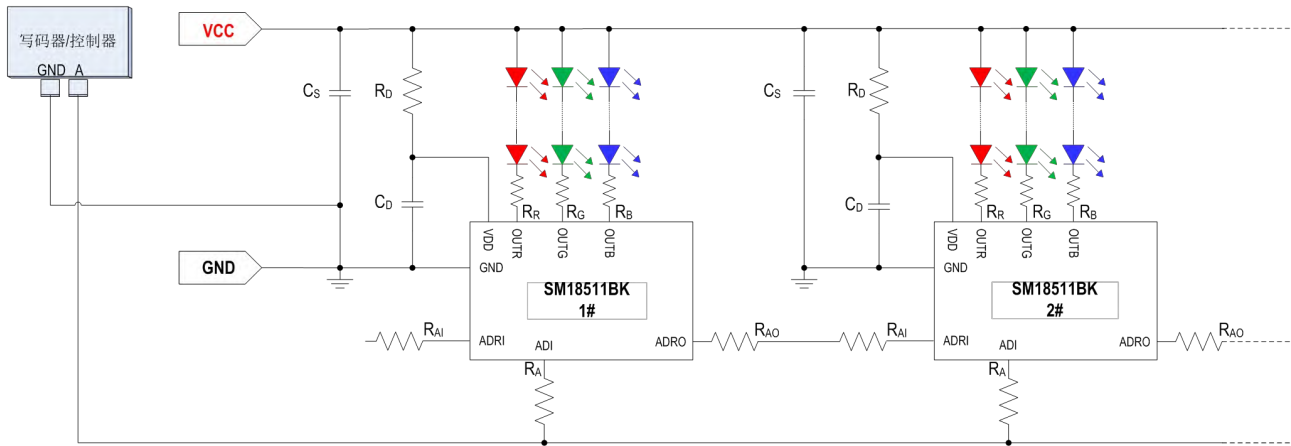 写码器/控制器
GND A
VCC
CS
RD
CD
RR
RG
RB
VDD
OUTR
OUTG
OUTB
GND
GND
SM18511BK
1#
RAI
ADRI
ADI
ADRO
RAO
RA
CS
RD
CD
RR
RG
RB
VDD
OUTR
OUTG
OUTB
GND
SM18511BK
2#
RAI
ADRI
ADI
ADRO
RAO
RA